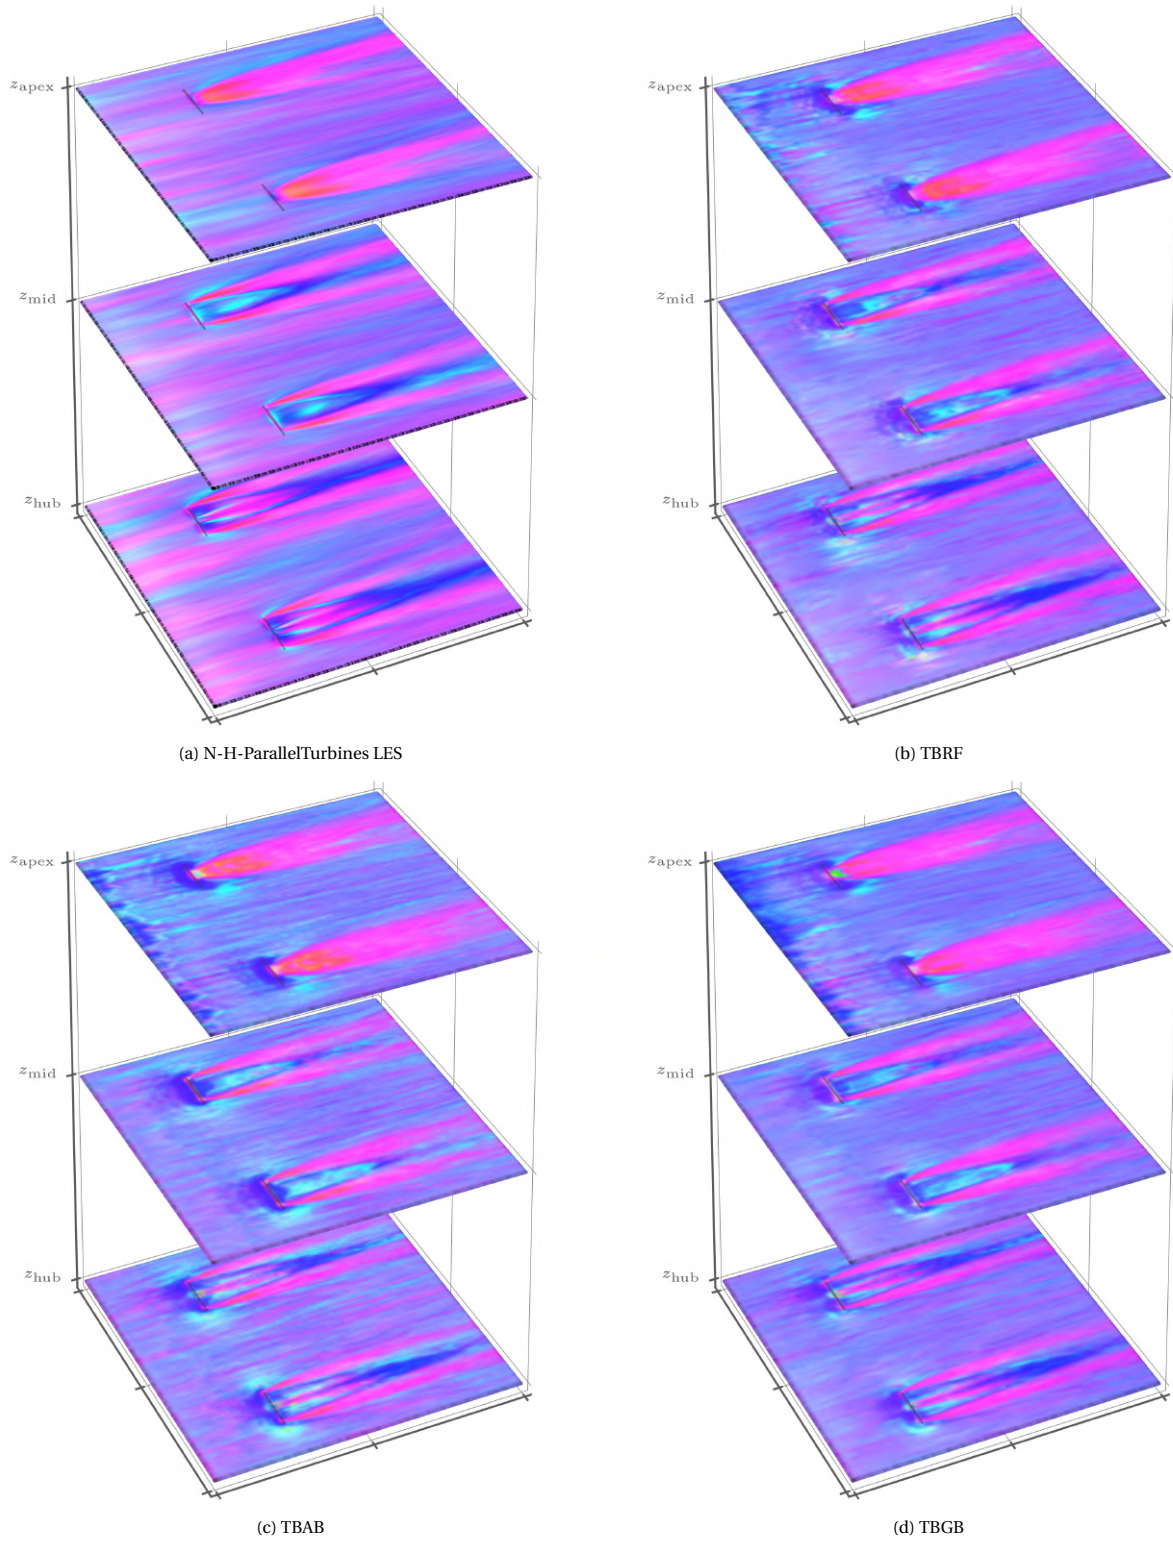 z_apex
z_mid
z_hub
(a) N-H-ParallelTurbines LES
z_apex
z_mid
z_hub
(b) TBRF
z_apex
z_mid
z_hub
(c) TBAB
z_apex
z_mid
z_hub
(d) TBGB